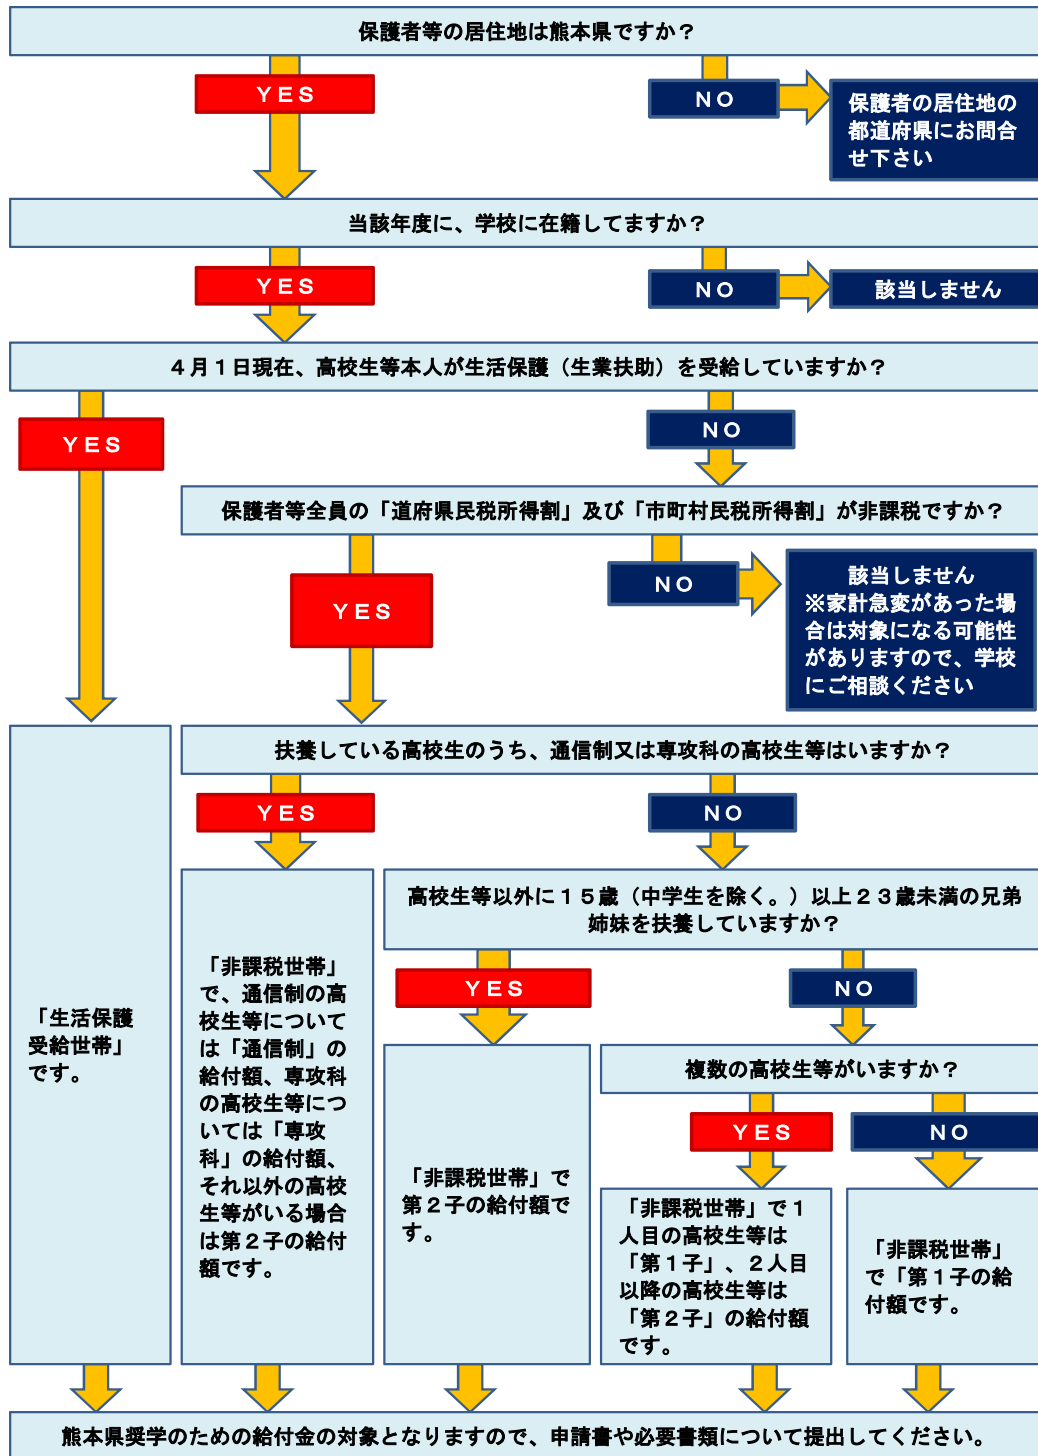 保護者等の居住地は熊本県ですか？
ＹＥＳ
ＮＯ
保護者の居住地の
都道府県にお問合
せ下さい
当該年度に、学校に在籍してますか？
ＹＥＳ
ＮＯ
該当しません
４月１日現在、高校生等本人が生活保護（生業扶助）を受給していますか？
ＹＥＳ
ＮＯ
保護者等全員の「道府県民税所得割」及び「市町村民税所得割」が非課税ですか？
ＹＥＳ
ＮＯ
該当しません
※家計急変があった場
合は対象になる可能性
がありますので、学校
にご相談ください
扶養している高校生のうち、通信制又は専攻科の高校生等はいますか？
ＹＥＳ
ＮＯ
高校生等以外に１５歳（中学生を除く。）以上２３歳未満の兄弟
姉妹を扶養していますか？
ＹＥＳ
ＮＯ
「生活保護
受給世帯」
です。
「非課税世帯」
で、通信制の高
校生等について
は「通信制」の
給付額、専攻科
の高校生等につ
いては「専攻
科」の給付額、
それ以外の高校
生等がいる場合
は第２子の給付
額です。
「非課税世帯」で
第２子の給付額で
す。
複数の高校生等がいますか？
ＹＥＳ
ＮＯ
「非課税世帯」で１
人目の高校生等は
「第１子」、２人目
以降の高校生等は
「第２子」の給付額
です。
「非課税世帯」
で「第１子の給
付額です。
熊本県奨学のための給付金の対象となりますので、申請書や必要書類について提出してください。